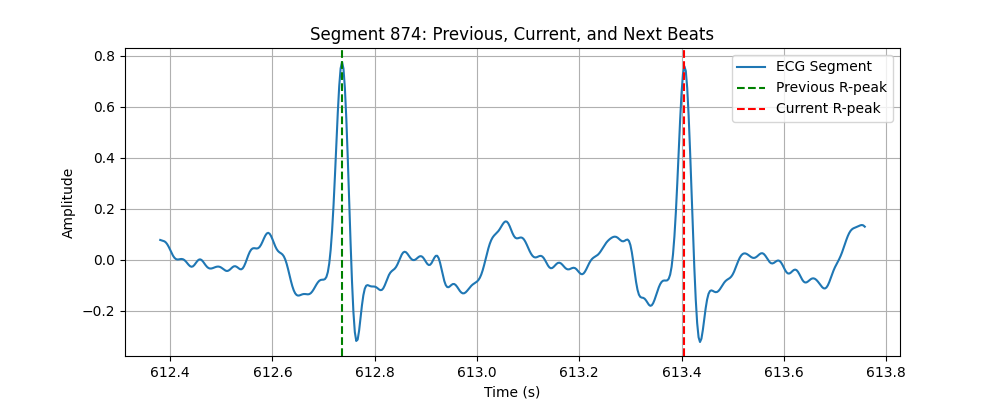 Segment 874: Previous, Current, and Next Beats
ECG Segment
Previous R-peak
Current R-peak
Amplitude
0.8
0.6
0.4
0.2
0.0
−0.2
612.4 612.6 612.8 613.0 613.2 613.4 613.6 613.8
Time (s)